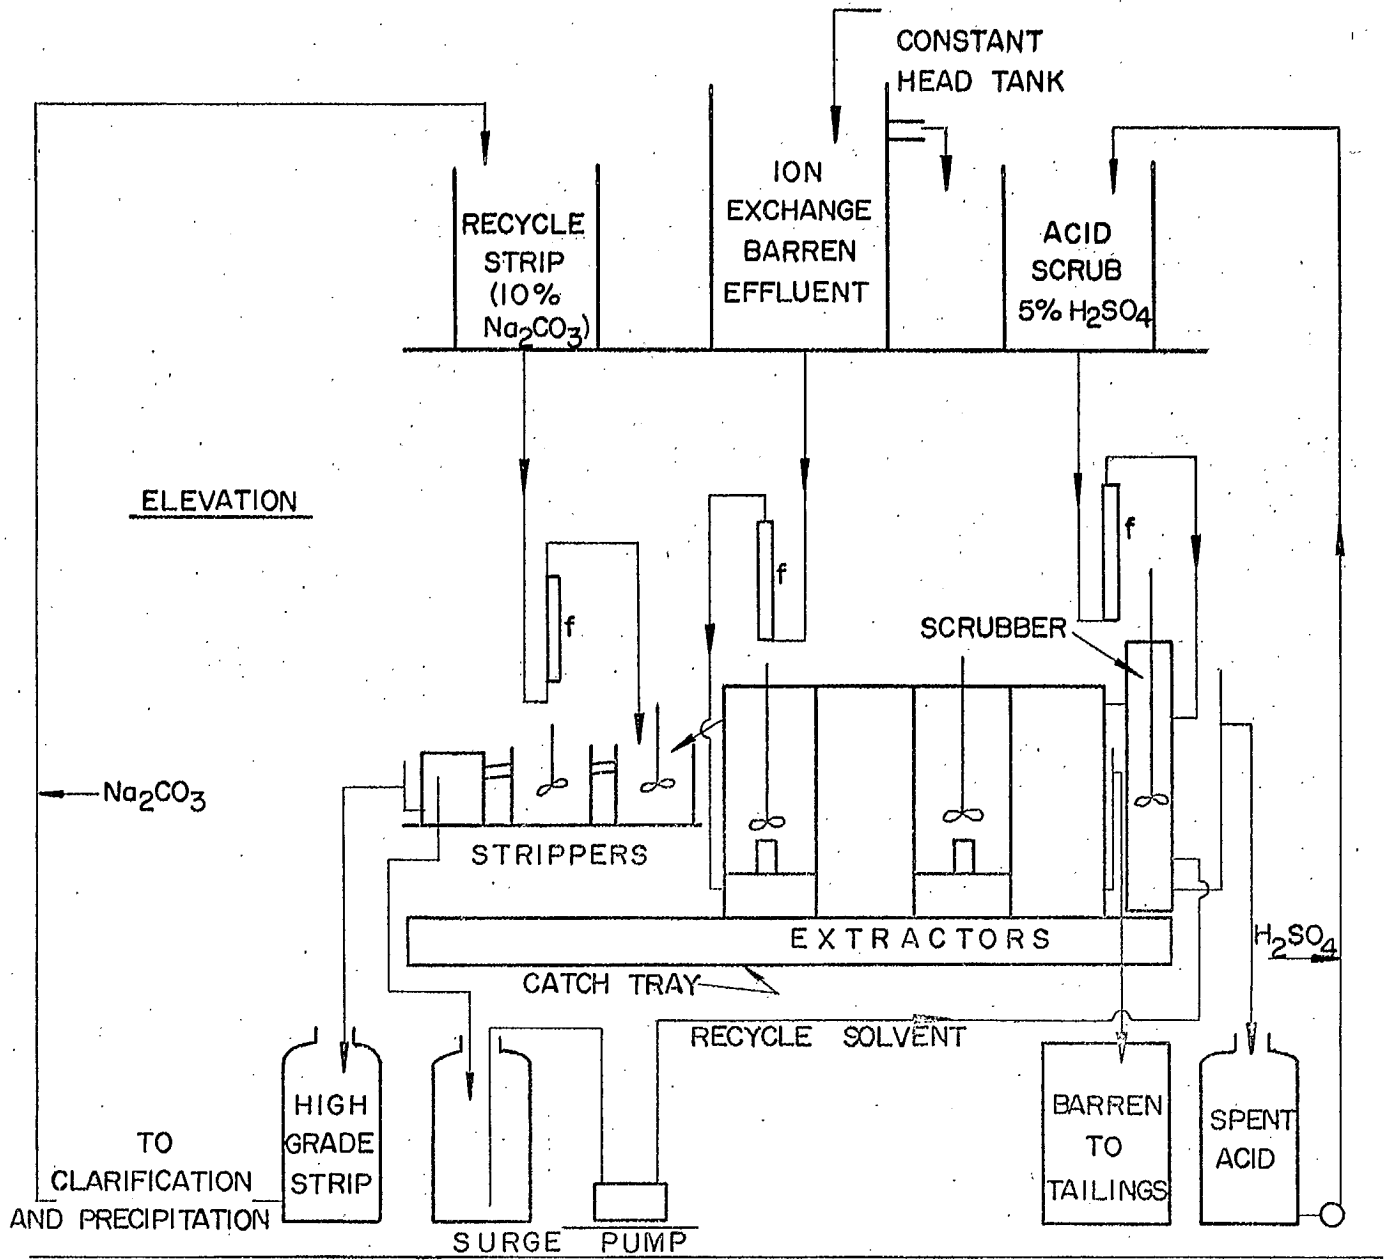 CONSTANT
HEAD TANK
ION
EXCHANGE
BARREN
EFFLUENT
RECYCLE
STRIP
(10%
Na2CO3)
ACID
SCRUB
5% H2SO4
ELEVATION
f
f
f
SCRUBBER
Na2CO3
STRIPPERS
EXTRACTORS
H2SO4
CATCH TRAY
RECYCLE SOLVENT
HIGH
GRADE
STRIP
BARREN
TO
TAILINGS
SPENT
ACID
TO
CLARIFICATION
AND PRECIPITATION
SURGE PUMP